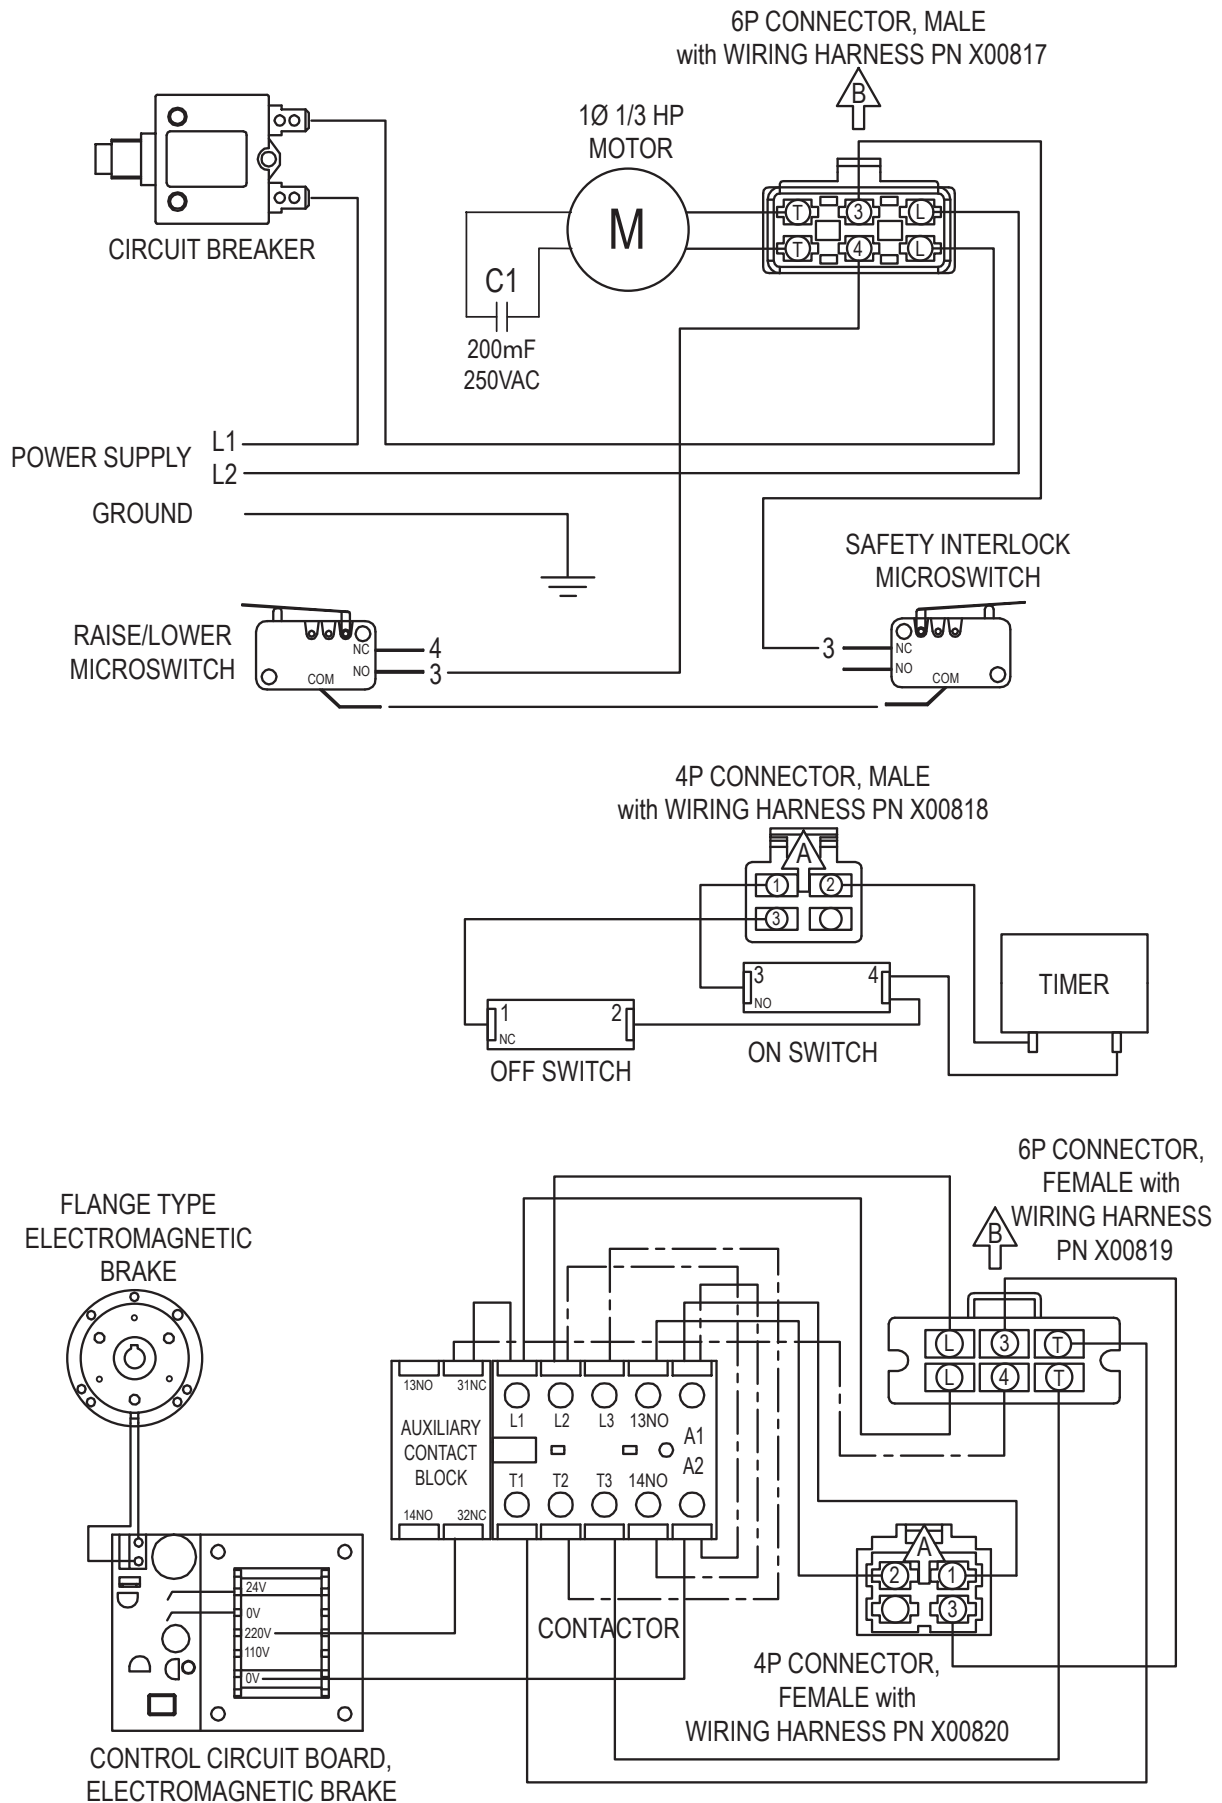 6P CONNECTOR, MALE
with WIRING HARNESS PN X00817
B
1Ø 1/3 HP
MOTOR
M
T
3
L
T
4
L
CIRCUIT BREAKER
C1
200mF
250VAC
POWER SUPPLY
L1
L2
GROUND
SAFETY INTERLOCK
MICROSWITCH
RAISE/LOWER
MICROSWITCH
NC
4
NO
3
COM
3
NC
NO
COM
4P CONNECTOR, MALE
with WIRING HARNESS PN X00818
A
1
2
3
3
4
NO
TIMER
1
2
NC
ON SWITCH
OFF SWITCH
6P CONNECTOR,
FEMALE with
WIRING HARNESS
PN X00819
B
FLANGE TYPE
ELECTROMAGNETIC
BRAKE
L
3
T
L
4
T
13NO
31NC
L1
L2
L3
13NO
A1
AUXILIARY
CONTACT
BLOCK
A2
T1
T2
T3
14NO
14NO
32NC
A
2
1
3
24V
0V
220V
110V
0V
CONTACTOR
4P CONNECTOR,
FEMALE with
WIRING HARNESS PN X00820
CONTROL CIRCUIT BOARD,
ELECTROMAGNETIC BRAKE